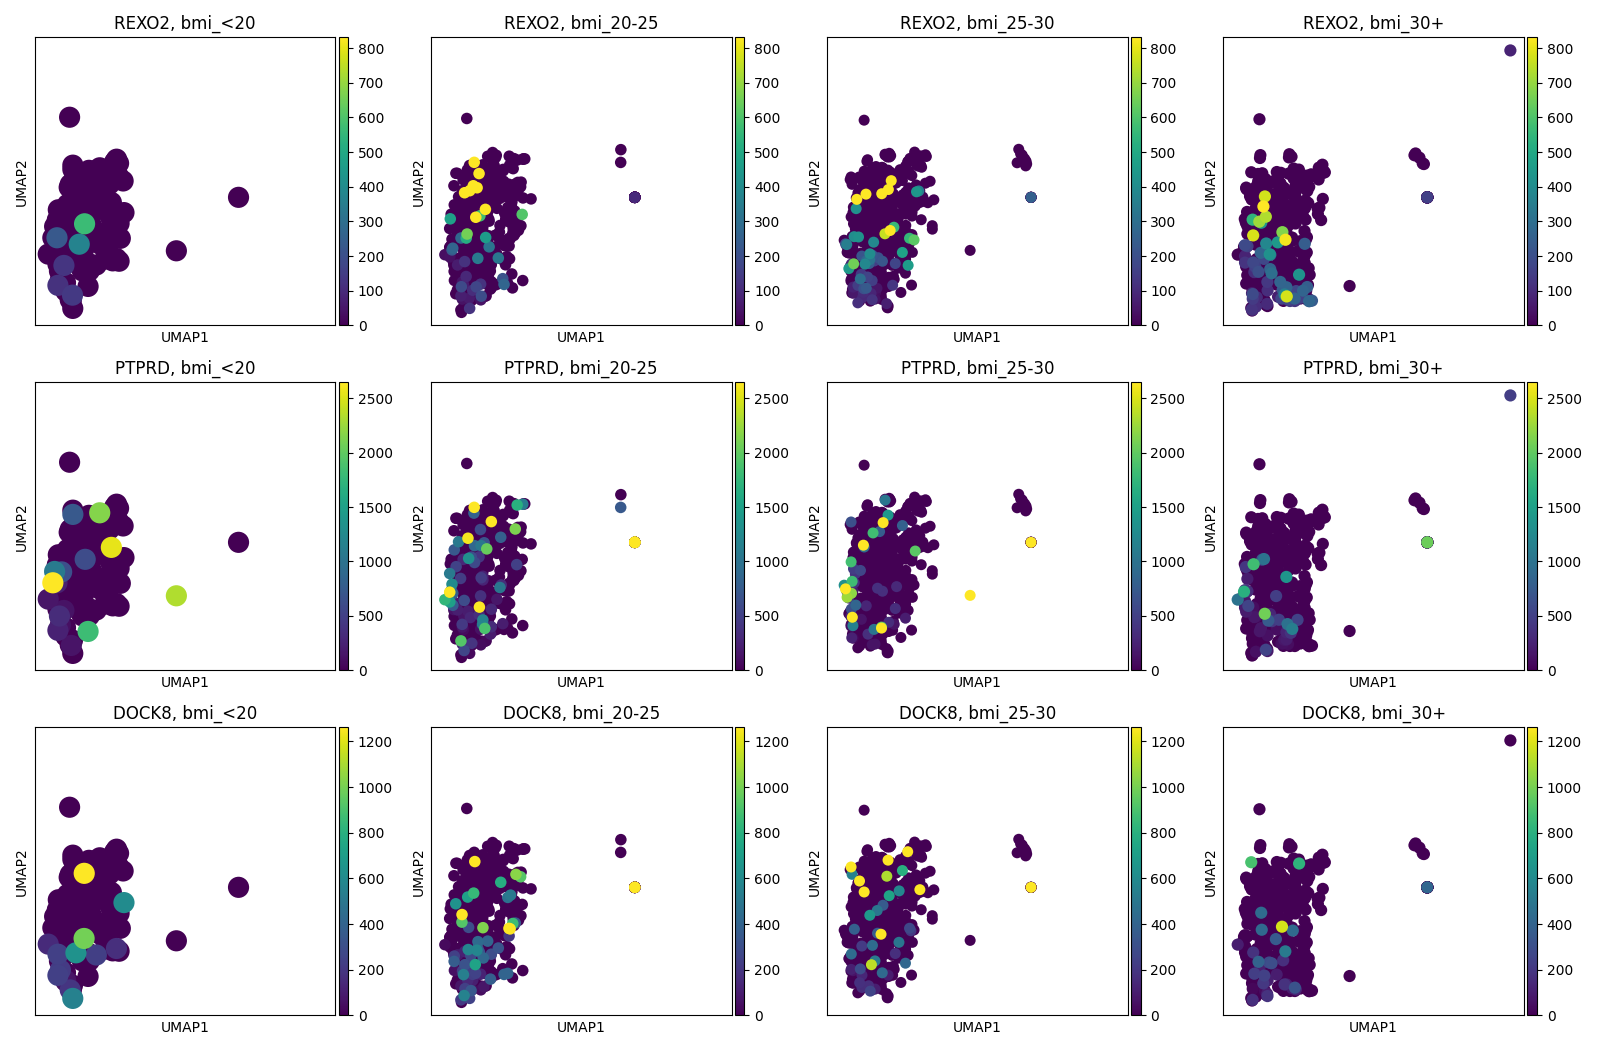 REXO2, bmi_<20
REXO2, bmi_20-25
REXO2, bmi_25-30
REXO2, bmi_30+
UMAP2
800
700
600
500
400
300
200
100
0
UMAP1
UMAP2
800
700
600
500
400
300
200
100
0
UMAP1
UMAP2
800
700
600
500
400
300
200
100
0
UMAP1
UMAP2
800
700
600
500
400
300
200
100
0
UMAP1
PTPRD, bmi_<20
PTPRD, bmi_20-25
PTPRD, bmi_25-30
PTPRD, bmi_30+
UMAP2
2500
2000
1500
1000
500
0
UMAP1
UMAP2
2500
2000
1500
1000
500
0
UMAP1
UMAP2
2500
2000
1500
1000
500
0
UMAP1
UMAP2
2500
2000
1500
1000
500
0
UMAP1
DOCK8, bmi_<20
DOCK8, bmi_20-25
DOCK8, bmi_25-30
DOCK8, bmi_30+
UMAP2
1200
1000
800
600
400
200
0
UMAP1
UMAP2
1200
1000
800
600
400
200
0
UMAP1
UMAP2
1200
1000
800
600
400
200
0
UMAP1
UMAP2
1200
1000
800
600
400
200
0
UMAP1